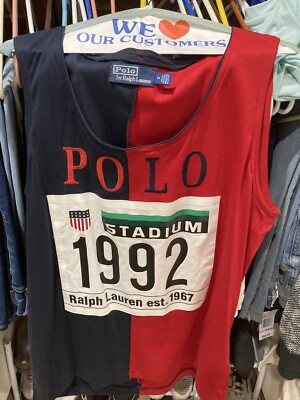 WE ❤ OUR CUSTOMERS
Polo
by Ralph Lauren
POLO
STADIUM
1992
Ralph Lauren est. 1967